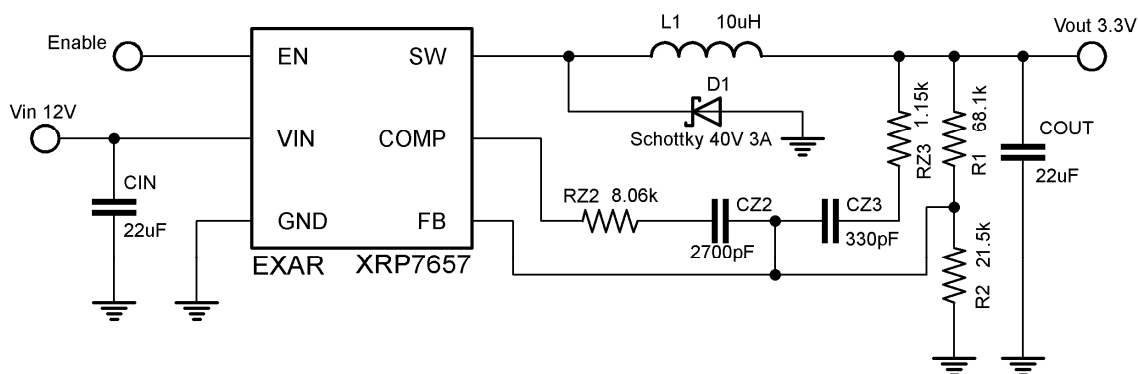 Enable
Vin 12V
CIN
22uF
EN
VIN
GND
SW
COMP
FB
EXAR XRP7657
L1 10uH
D1
Schottky 40V 3A
RZ2 8.06k
CZ2
2700pF
CZ3
330pF
RZ3 1.15k
R1 68.1k
R2 21.5k
COUT
22uF
Vout 3.3V